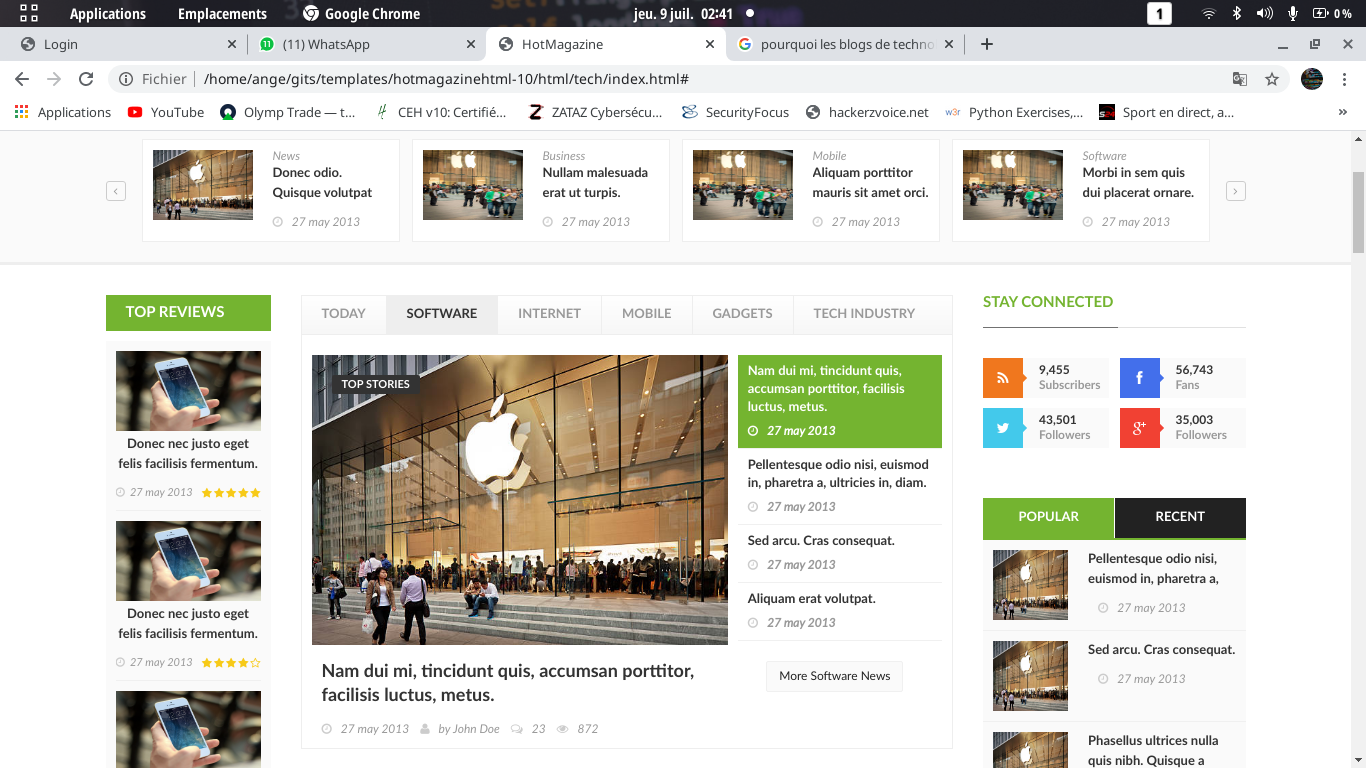 Applications Emplacements Google Chrome jeu. 9 juil. 02:41 1 0 %
Login (11) WhatsApp HotMagazine pourquoi les blogs de techno
Fichier /home/ange/gits/templates/hotmagazinehtml-10/html/tech/index.html#
Applications YouTube Olymp Trade — t... CEH v10: Certifié... ZATAZ Cybersécu... SecurityFocus hackerzvoice.net Python Exercises,... Sport en direct, a... »
News
Donec odio.
Quisque volutpat
27 may 2013
Business
Nullam malesuada
erat ut turpis.
27 may 2013
Mobile
Aliquam porttitor
mauris sit amet orci.
27 may 2013
Software
Morbi in sem quis
dui placerat ornare.
27 may 2013
TOP REVIEWS
Donec nec justo eget
felis facilisis fermentum.
27 may 2013
Donec nec justo eget
felis facilisis fermentum.
27 may 2013
TODAY SOFTWARE INTERNET MOBILE GADGETS TECH INDUSTRY
TOP STORIES
Nam dui mi, tincidunt quis, accumsan porttitor,
facilisis luctus, metus.
27 may 2013 by John Doe 23 872
Nam dui mi, tincidunt quis,
accumsan porttitor, facilisis
luctus, metus.
27 may 2013
Pellentesque odio nisi, euismod
in, pharetra a, ultricies in, diam.
27 may 2013
Sed arcu. Cras consequat.
27 may 2013
Aliquam erat volutpat.
27 may 2013
More Software News
STAY CONNECTED
9,455
Subscribers
56,743
Fans
43,501
Followers
35,003
Followers
POPULAR RECENT
Pellentesque odio nisi,
euismod in, pharetra a,
27 may 2013
Sed arcu. Cras consequat.
27 may 2013
Phasellus ultrices nulla
quis nibh. Quisque a